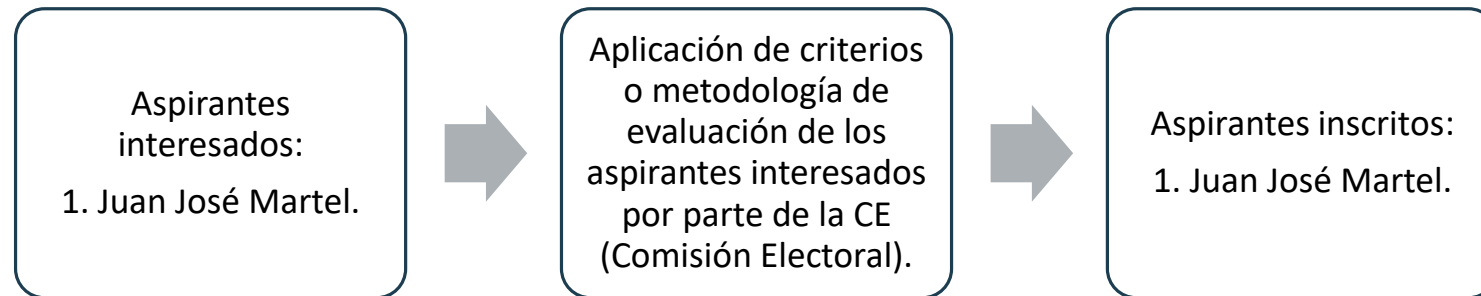 Aspirantes
interesados:
1. Juan José Martel.
Aplicación de criterios
o metodología de
evaluación de los
aspirantes interesados
por parte de la CE
(Comisión Electoral).
Aspirantes inscritos:
1. Juan José Martel.